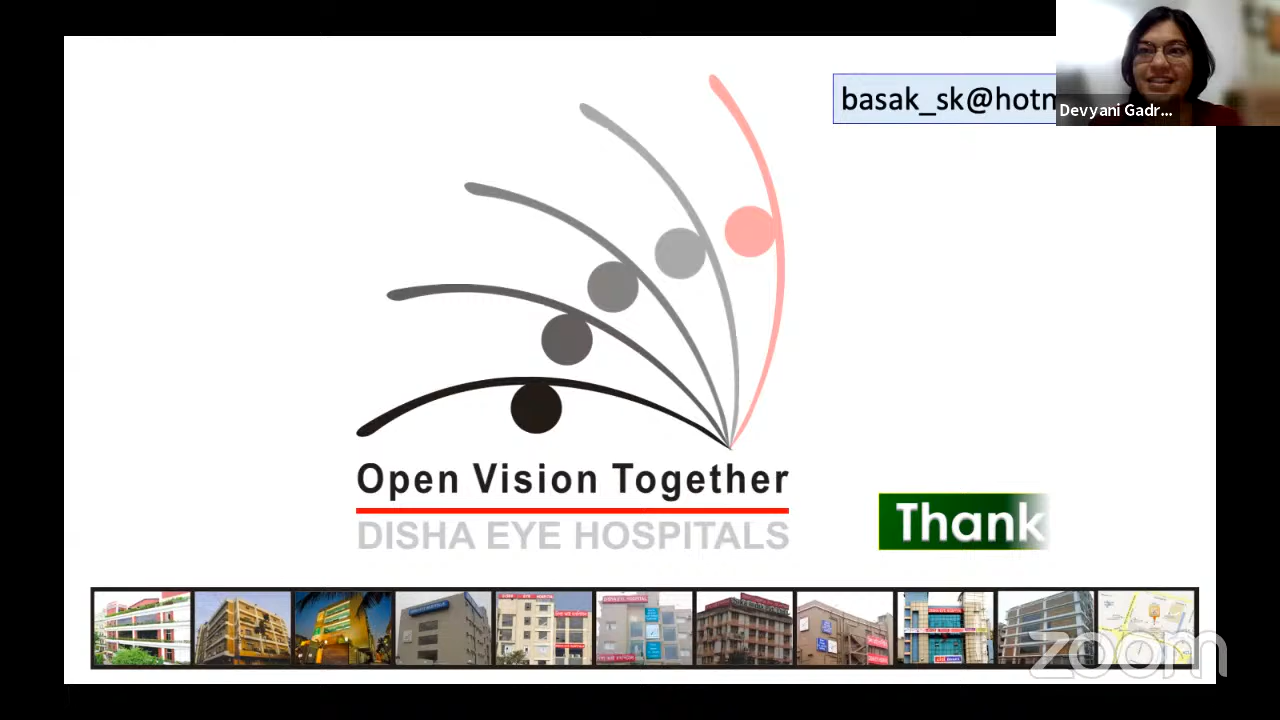 basak_sk@hotm
Devyani Gadr...
Open Vision Together
DISHA EYE HOSPITALS
Thank
zoom